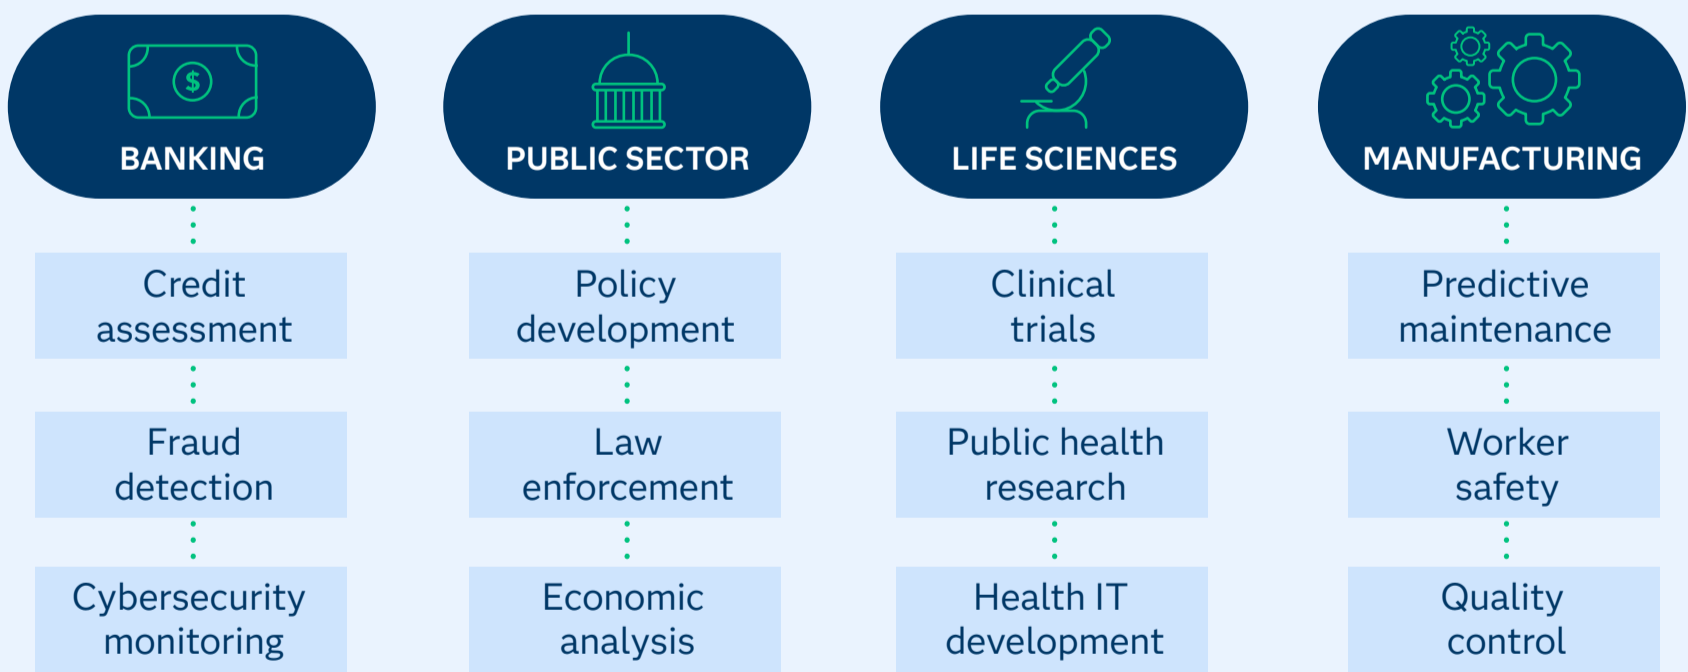 $
BANKING
Credit
assessment
Fraud
detection
Cybersecurity
monitoring
PUBLIC SECTOR
Policy
development
Law
enforcement
Economic
analysis
LIFE SCIENCES
Clinical
trials
Public health
research
Health IT
development
MANUFACTURING
Predictive
maintenance
Worker
safety
Quality
control